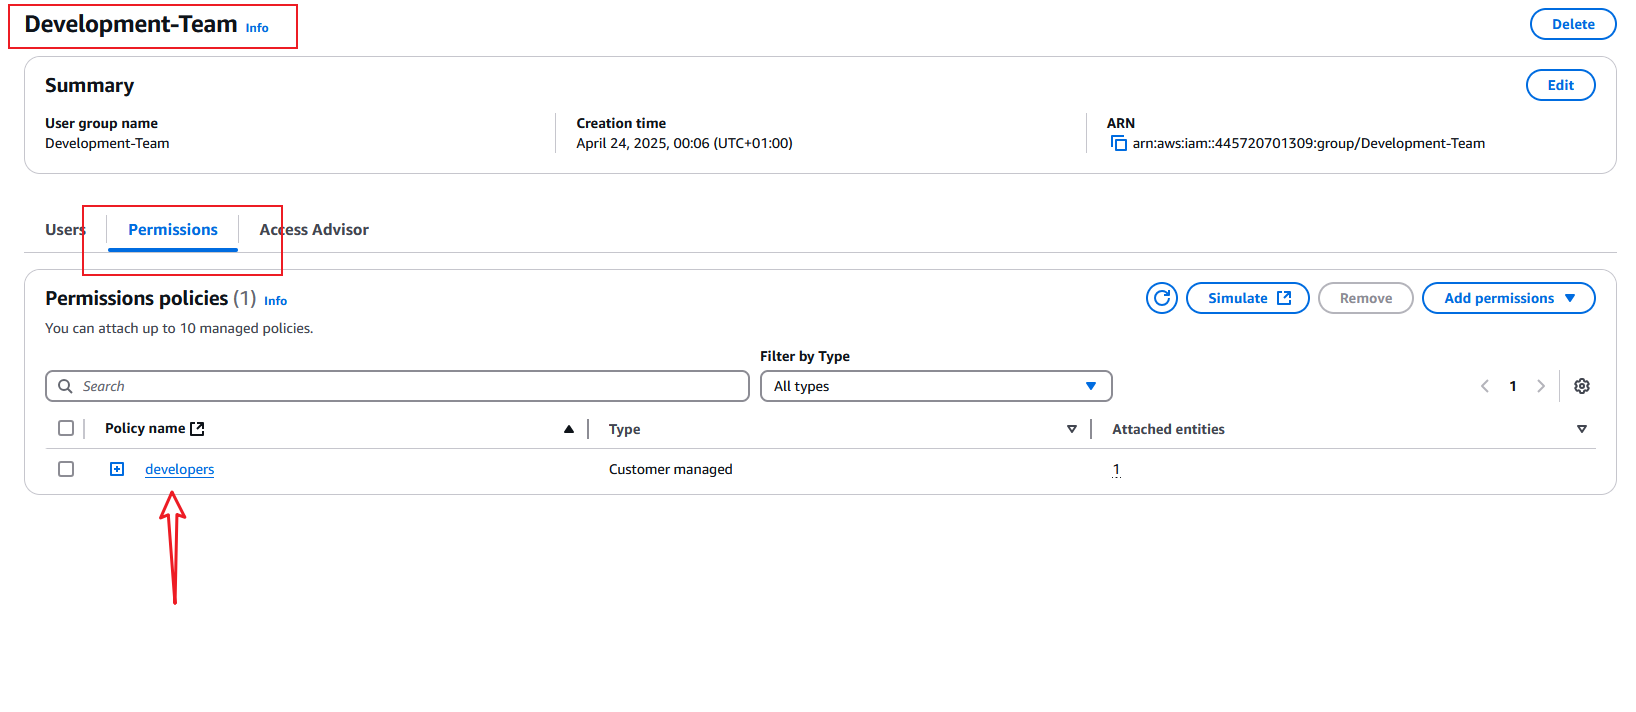 Development-Team Info
Delete
Summary
Edit
User group name
Development-Team
Creation time
April 24, 2025, 00:06 (UTC+01:00)
ARN
arn:aws:iam::445720701309:group/Development-Team
Users
Permissions
Access Advisor
Permissions policies (1) Info
You can attach up to 10 managed policies.
Simulate
Remove
Add permissions
Filter by Type
Search
All types
1
Policy name
Type
Attached entities
developers
Customer managed
1